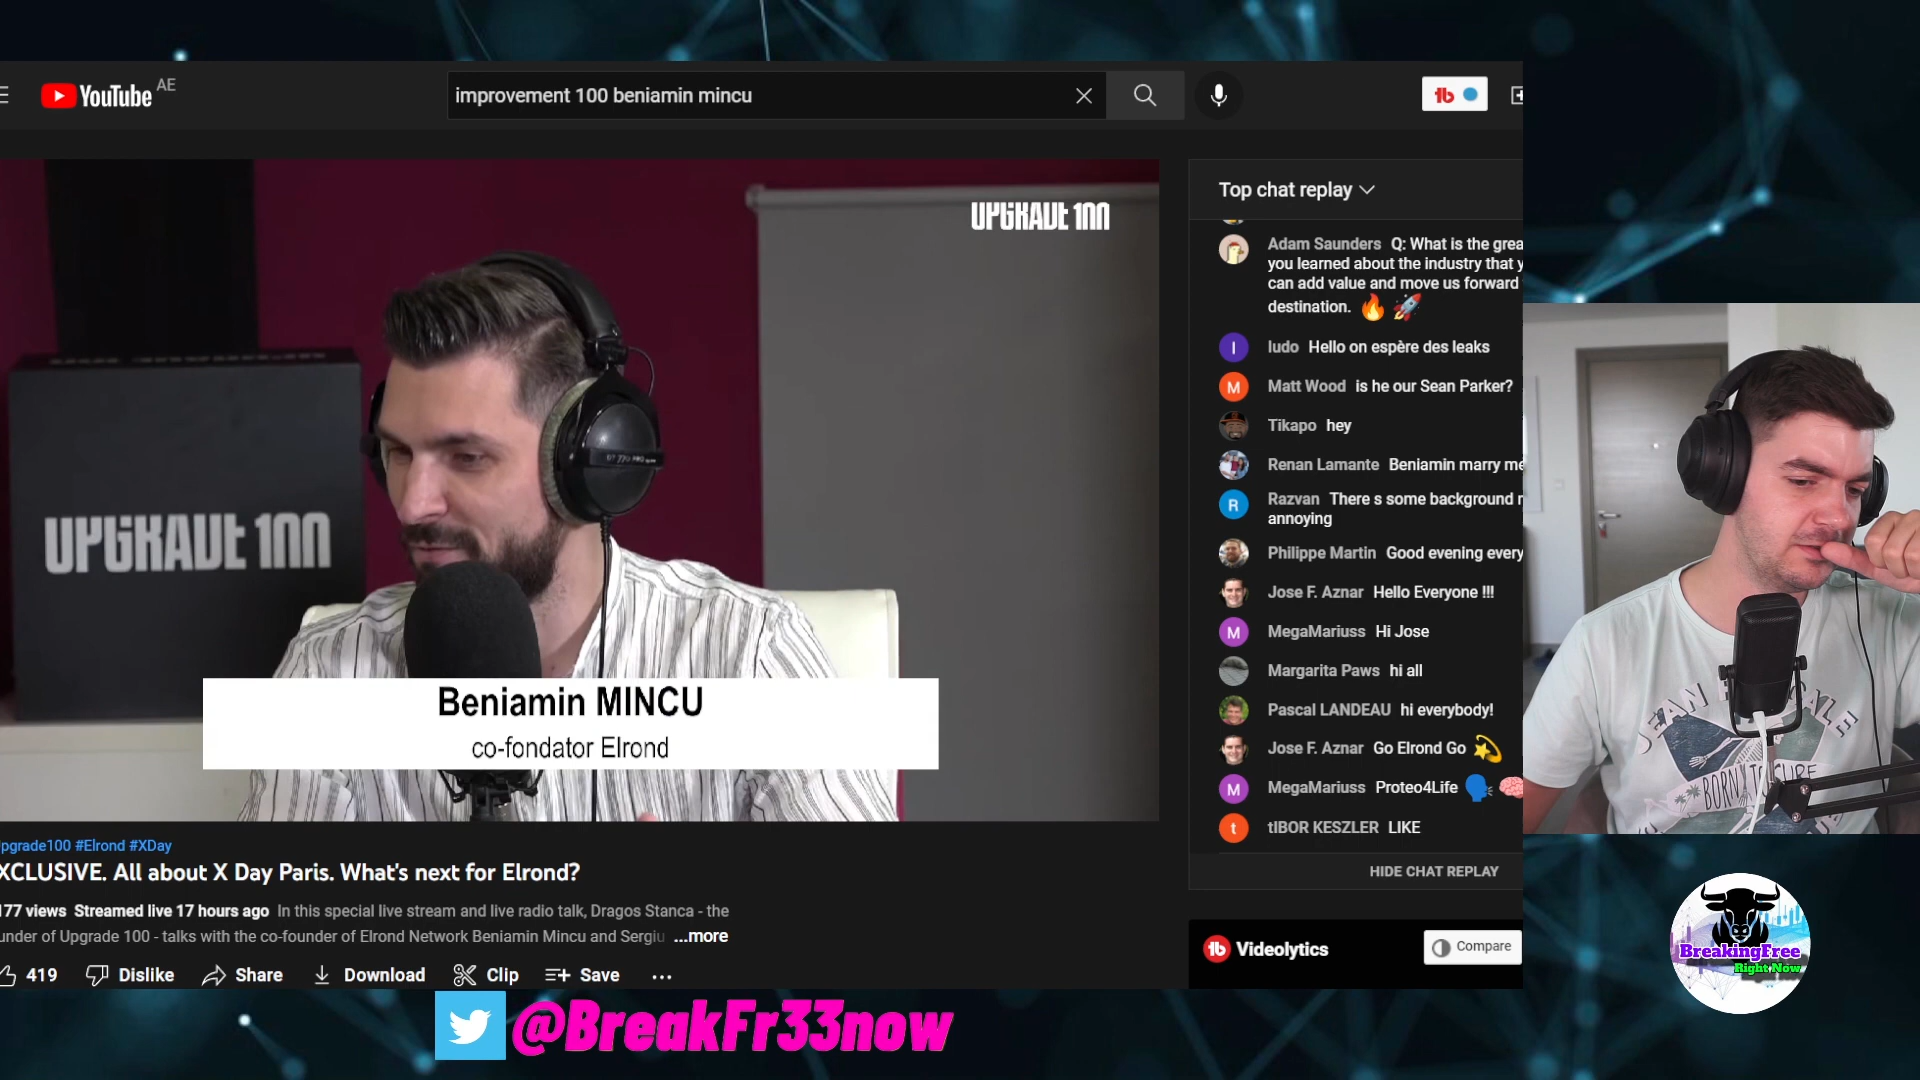 YouTube AE
improvement 100 beniamin mincu
UPGRADE 100
UPGRADE 100
Beniamin MINCU
co-fondator Elrond
Top chat replay
Adam Saunders Q: What is the grea
you learned about the industry that y
can add value and move us forward
destination. 🔥 🚀
ludo Hello on espère des leaks
Matt Wood is he our Sean Parker?
Tikapo hey
Renan Lamante Beniamin marry me
Razvan There s some background
annoying
Philippe Martin Good evening every
Jose F. Aznar Hello Everyone !!!
MegaMariuss Hi Jose
Margarita Paws hi all
Pascal LANDEAU hi everybody!
Jose F. Aznar Go Elrond Go 💫
MegaMariuss Proteo4Life 🗣 🧠
tIBOR KESZLER LIKE
HIDE CHAT REPLAY
Videolytics
Compare
pgrade100 #Elrond #XDay
XCLUSIVE. All about X Day Paris. What's next for Elrond?
177 views Streamed live 17 hours ago In this special live stream and live radio talk, Dragos Stanca - the
under of Upgrade 100 - talks with the co-founder of Elrond Network Beniamin Mincu and Sergiu ...more
419 Dislike Share Download Clip Save ...
BORN
BreakingFree
Right Now
@BreakFr33now